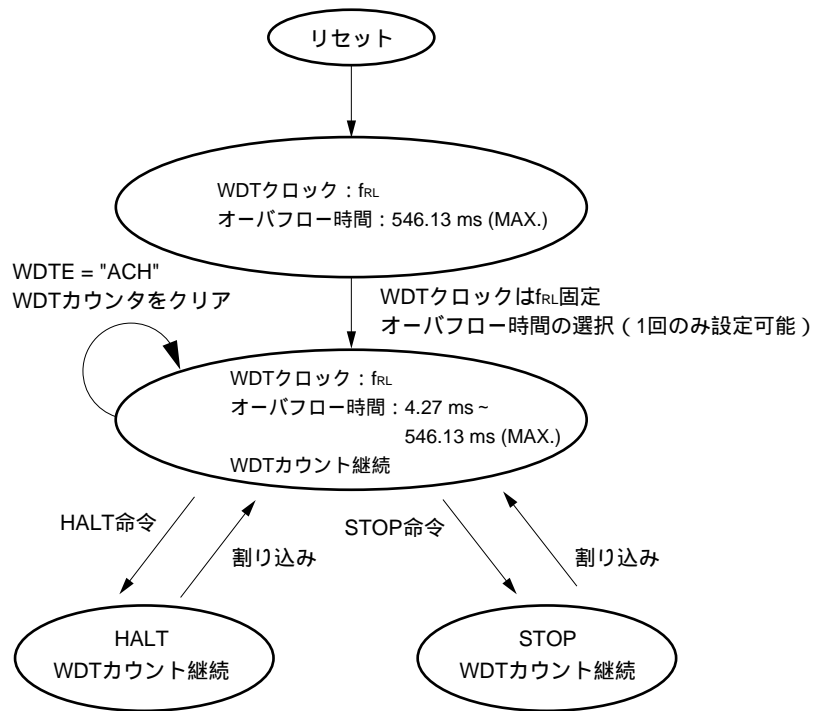 リセット
WDTクロック：fRL
オーバフロー時間：546.13 ms (MAX.)
WDTE = "ACH"
WDTカウンタをクリア
WDTクロックはfRL固定
オーバフロー時間の選択（1回のみ設定可能）
WDTクロック：fRL
オーバフロー時間：4.27 ms ~
546.13 ms (MAX.)
WDTカウント継続
HALT命令
割り込み
STOP命令
割り込み
HALT
WDTカウント継続
STOP
WDTカウント継続